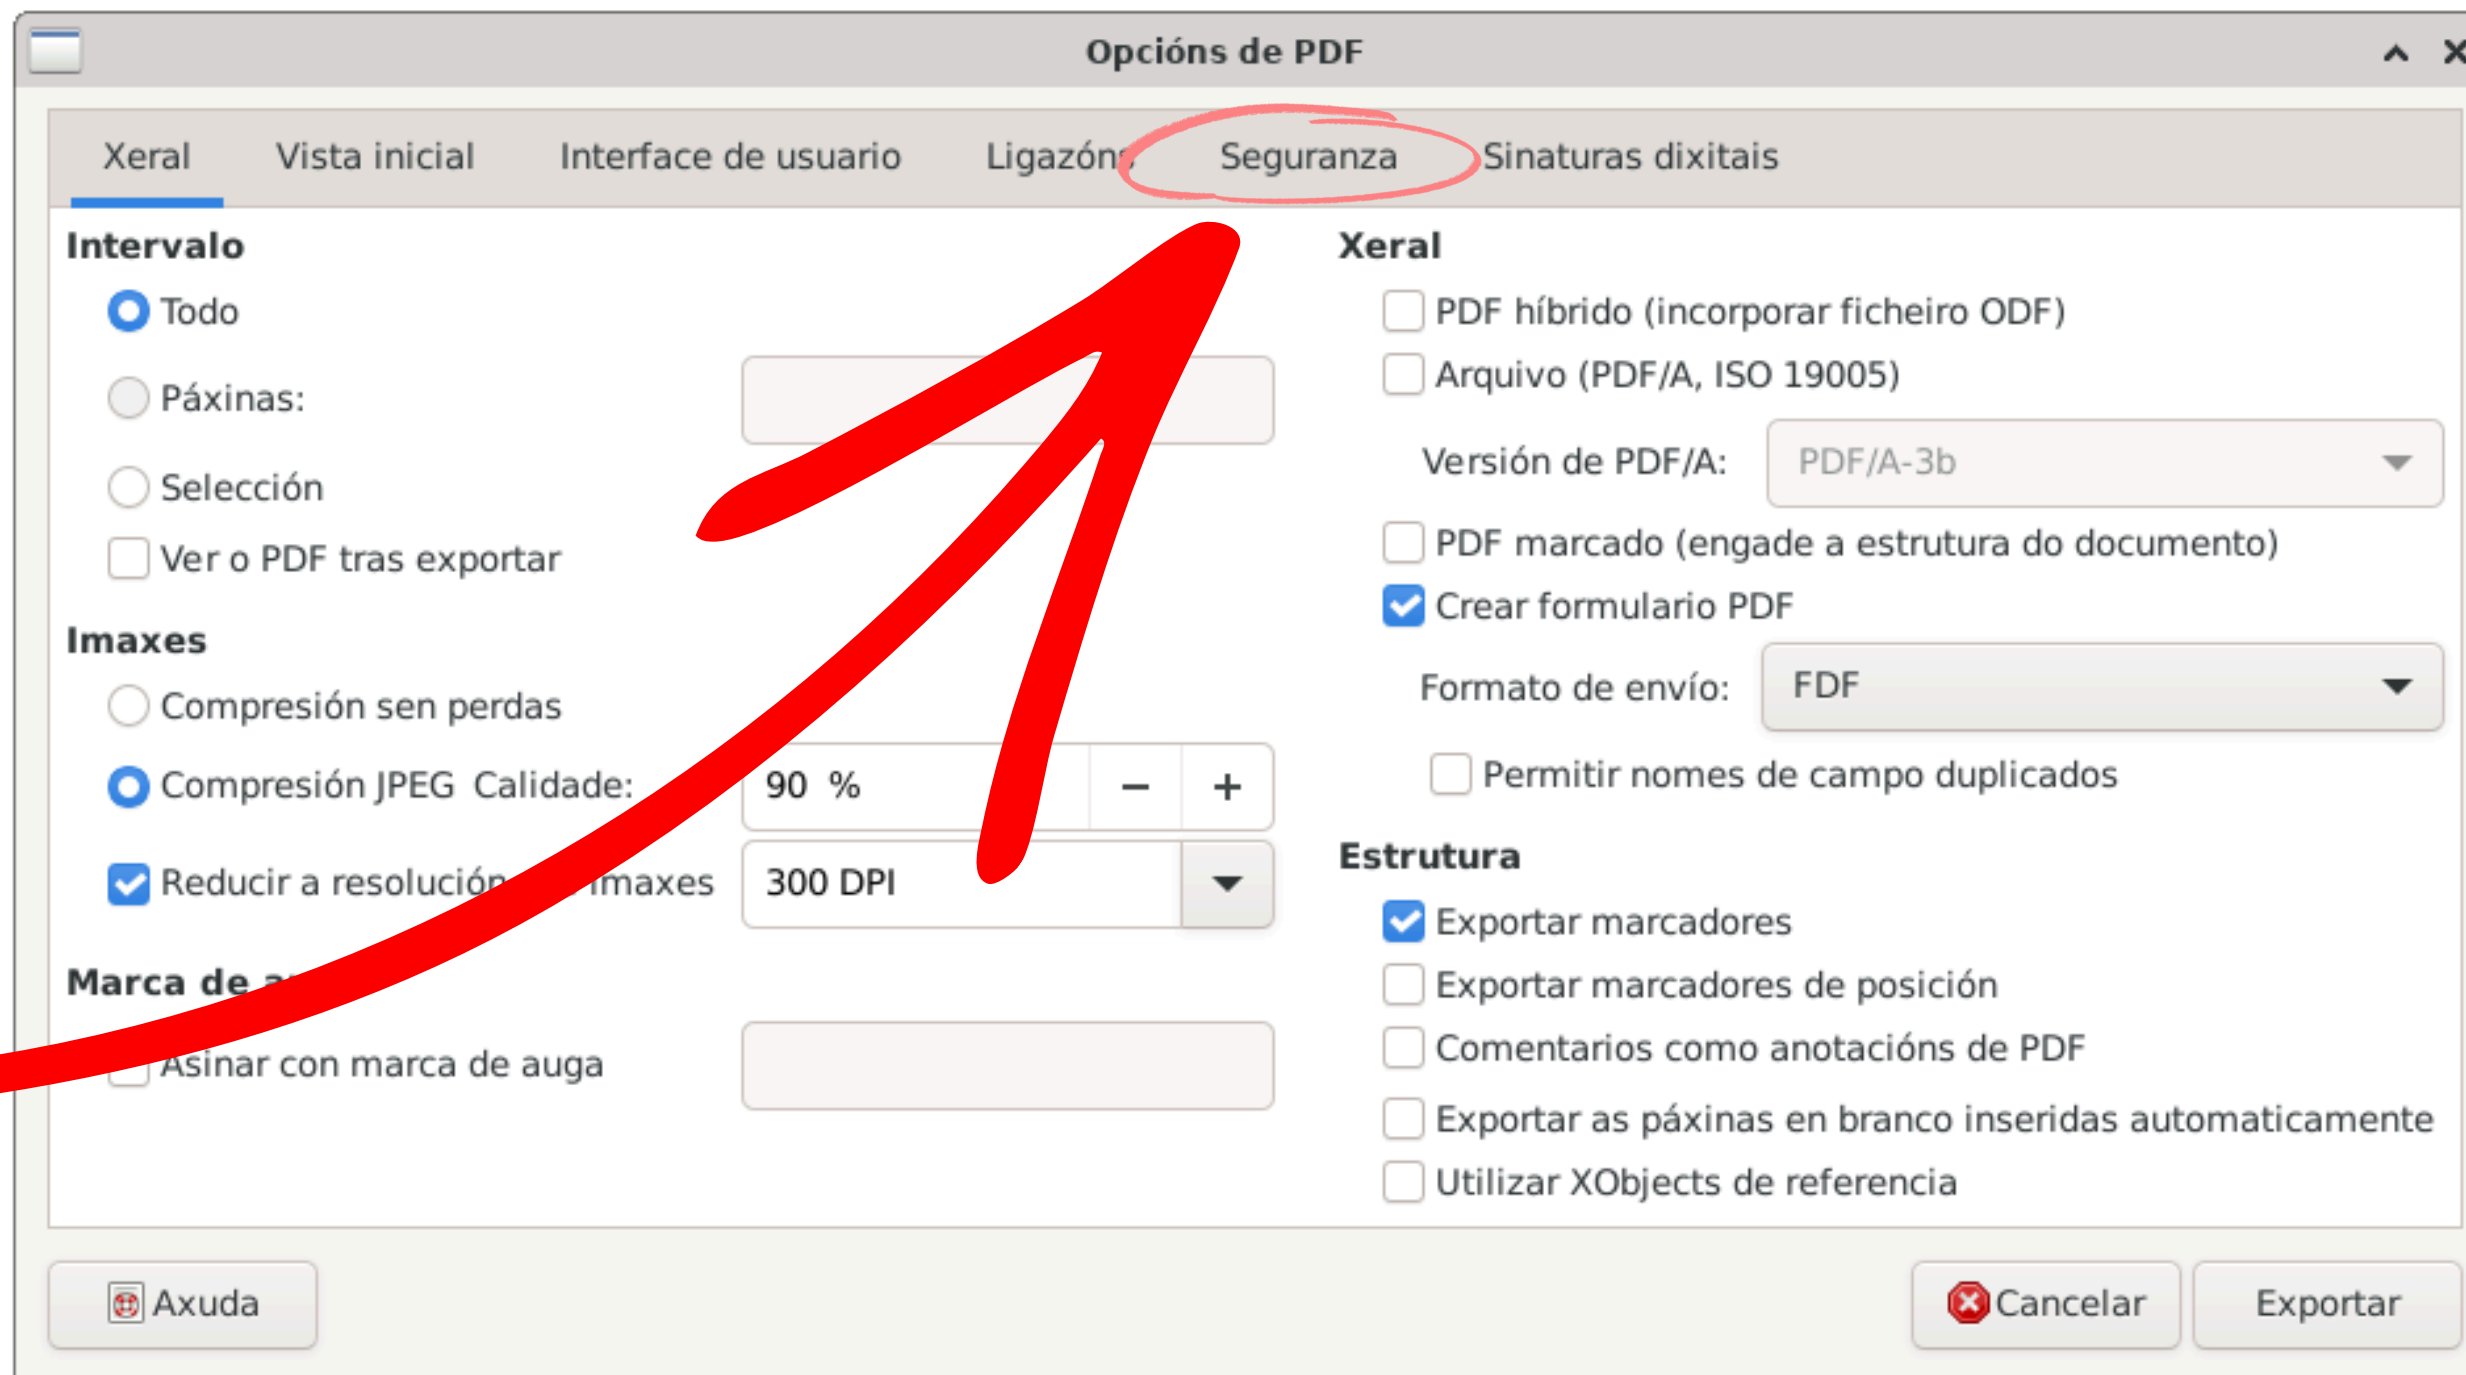 Opcións de PDF
Xeral Vista inicial Interface de usuario Ligazóns Seguranza Sinaturas dixitais
Intervalo
Todo
Páxinas:
Selección
Ver o PDF tras exportar
Imaxes
Compresión sen perdas
Compresión JPEG Calidade: 90 %
Reducir a resolución imaxes 300 DPI
Marca de
Asinar con marca de auga
Xeral
PDF híbrido (incorporar ficheiro ODF)
Arquivo (PDF/A, ISO 19005)
Versión de PDF/A: PDF/A-3b
PDF marcado (engade a estrutura do documento)
Crear formulario PDF
Formato de envío: FDF
Permitir nomes de campo duplicados
Estrutura
Exportar marcadores
Exportar marcadores de posición
Comentarios como anotacións de PDF
Exportar as páxinas en branco inseridas automaticamente
Utilizar XObjects de referencia
Axuda Cancelar Exportar